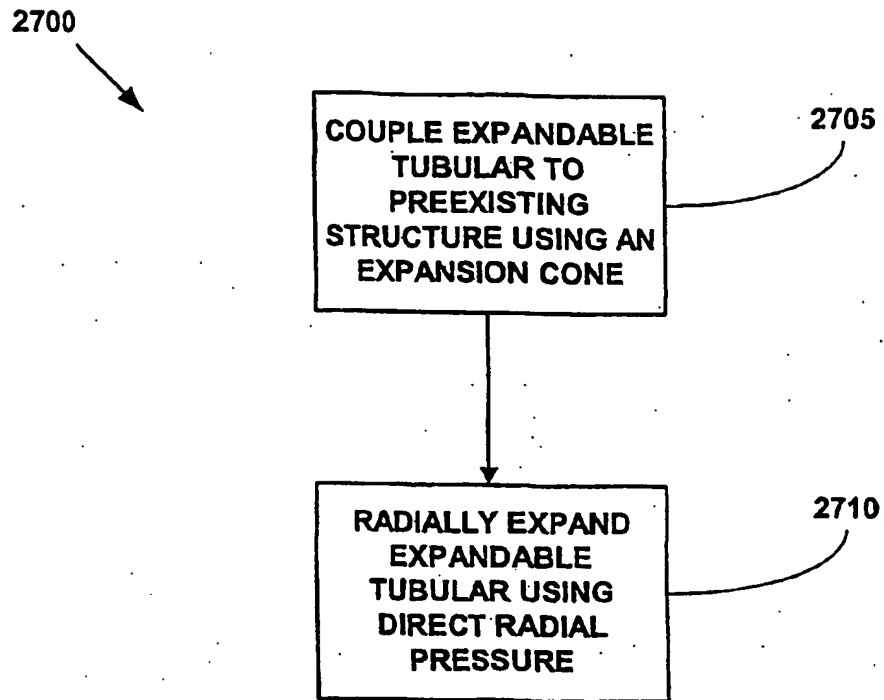 2700
COUPLE EXPANDABLE
TUBULAR TO
PREEXISTING
STRUCTURE USING AN
EXPANSION CONE
2705
RADIALLY EXPAND
EXPANDABLE
TUBULAR USING
DIRECT RADIAL
PRESSURE
2710